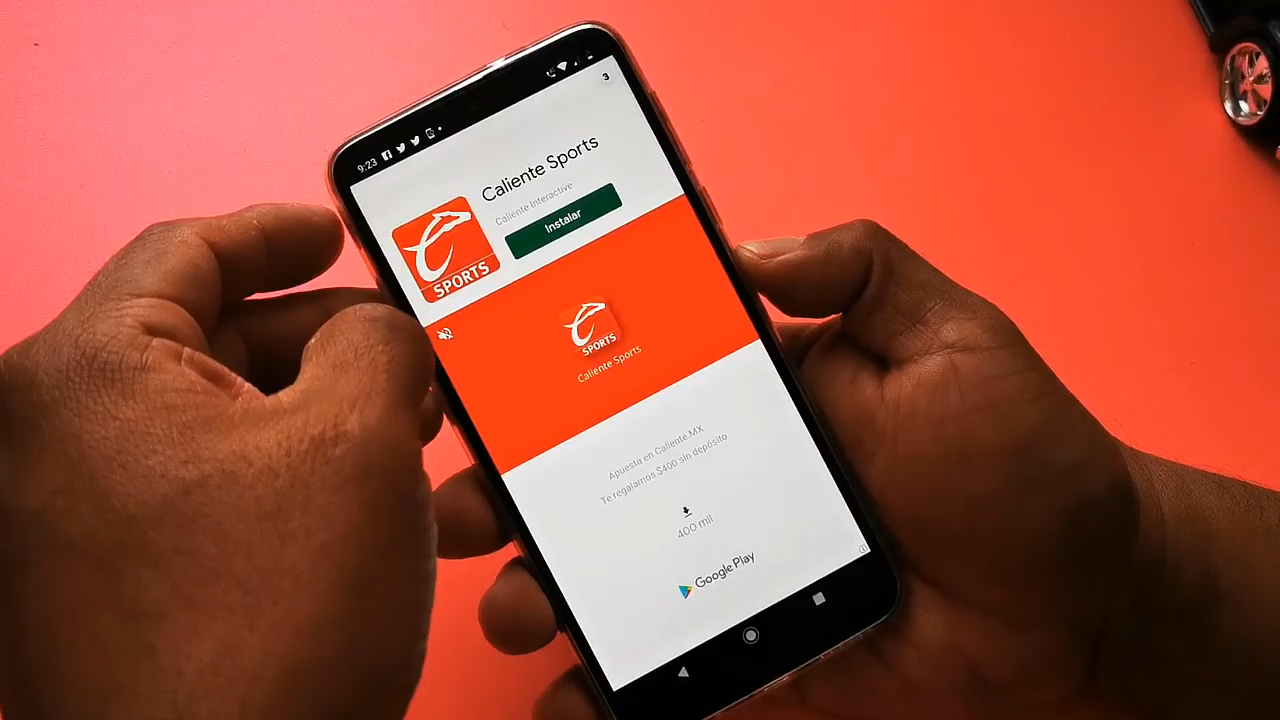 9:23
3
Caliente Sports
Caliente Interactive
Instalar
SPORTS
SPORTS
Caliente Sports
Apuesta en Caliente.MX
Te regalamos $400 sin depósito
400 mil
Google Play